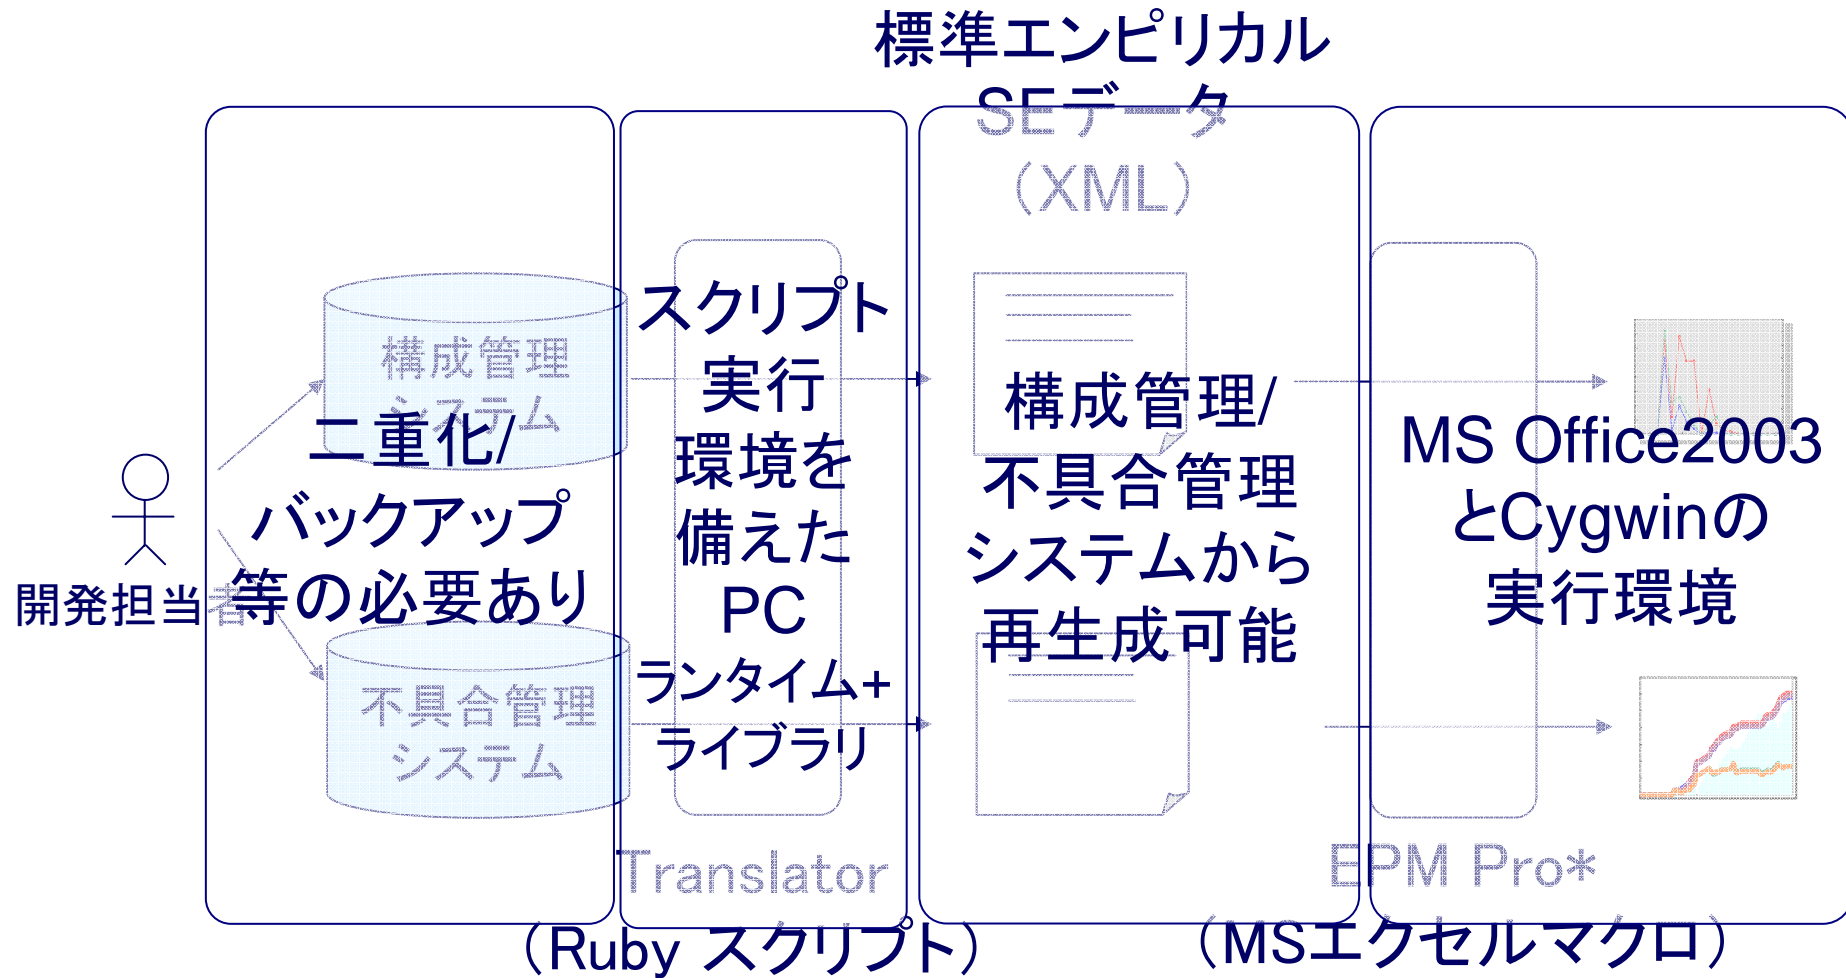 標準エンピリカル
SEデータ
（XML）
構成管理
システム
二重化/
バックアップ
等の必要あり
開発担当者
不具合管理
システム
スクリプト
実行
環境を
備えた
PC
ランタイム+
ライブラリ
Translator
（Ruby スクリプト）
構成管理/
不具合管理
システムから
再生成可能
MS Office2003
とCygwinの
実行環境
EPM Pro*
（MSエクセルマクロ）